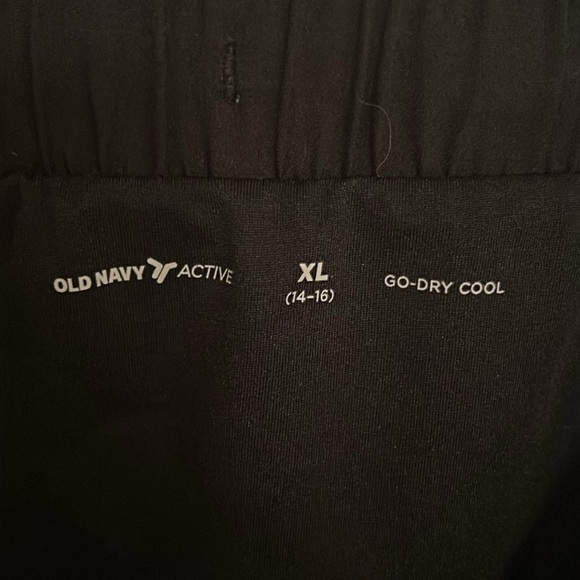 OLD NAVY ACTIVE
XL
(14-16)
GO-DRY COOL